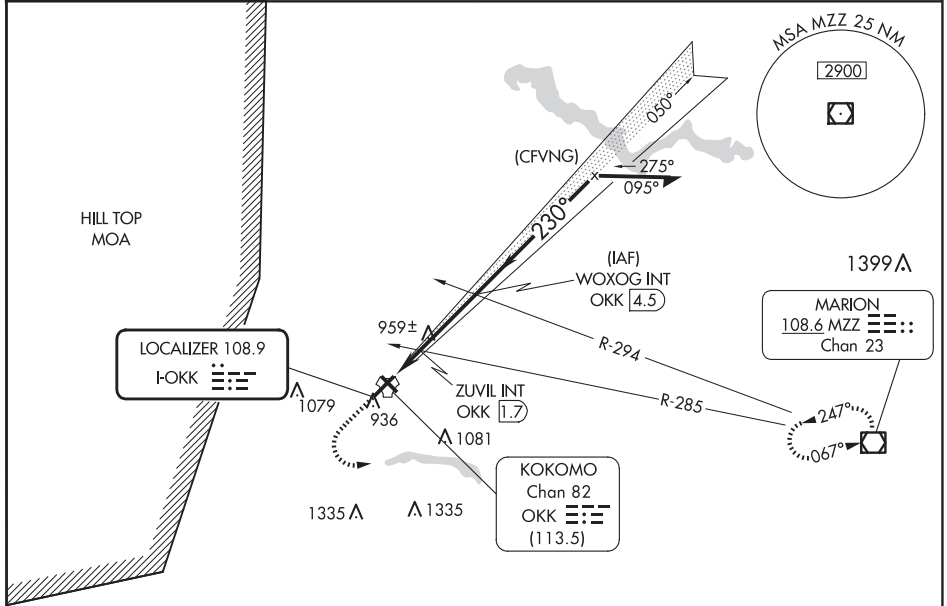 MSA MZZ 25 NM
2900
050°
(CFVNG)
275°
095°
230°
HILL TOP
MOA
(IAF)
WOXOG INT
OKK 4.5
1399
MARION
108.6 MZZ
Chan 23
959±
R-294
LOCALIZER 108.9
I-OKK
ZUVIL INT
OKK 1.7
R-285
247°
067°
1079
936
1081
KOKOMO
Chan 82
OKK
(113.5)
1335
1335